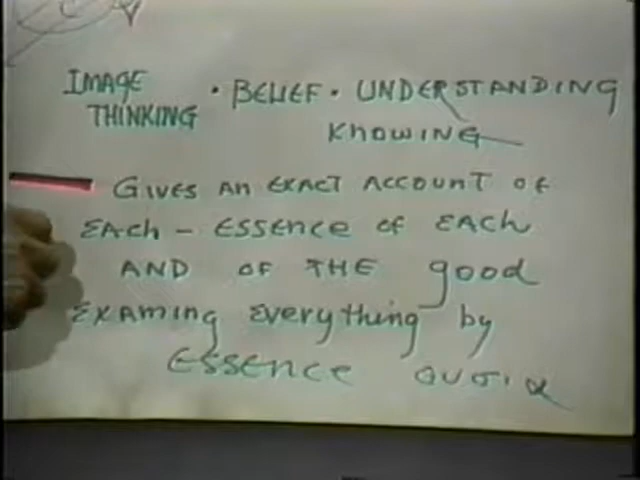 IMAGE · BELIEF · UNDERSTANDING
THINKING KNOWING
GIVES AN EXACT ACCOUNT OF
EACH – ESSENCE OF EACH
AND OF THE good
EXAMING EVERYTHING by
ESSENCE ουσια